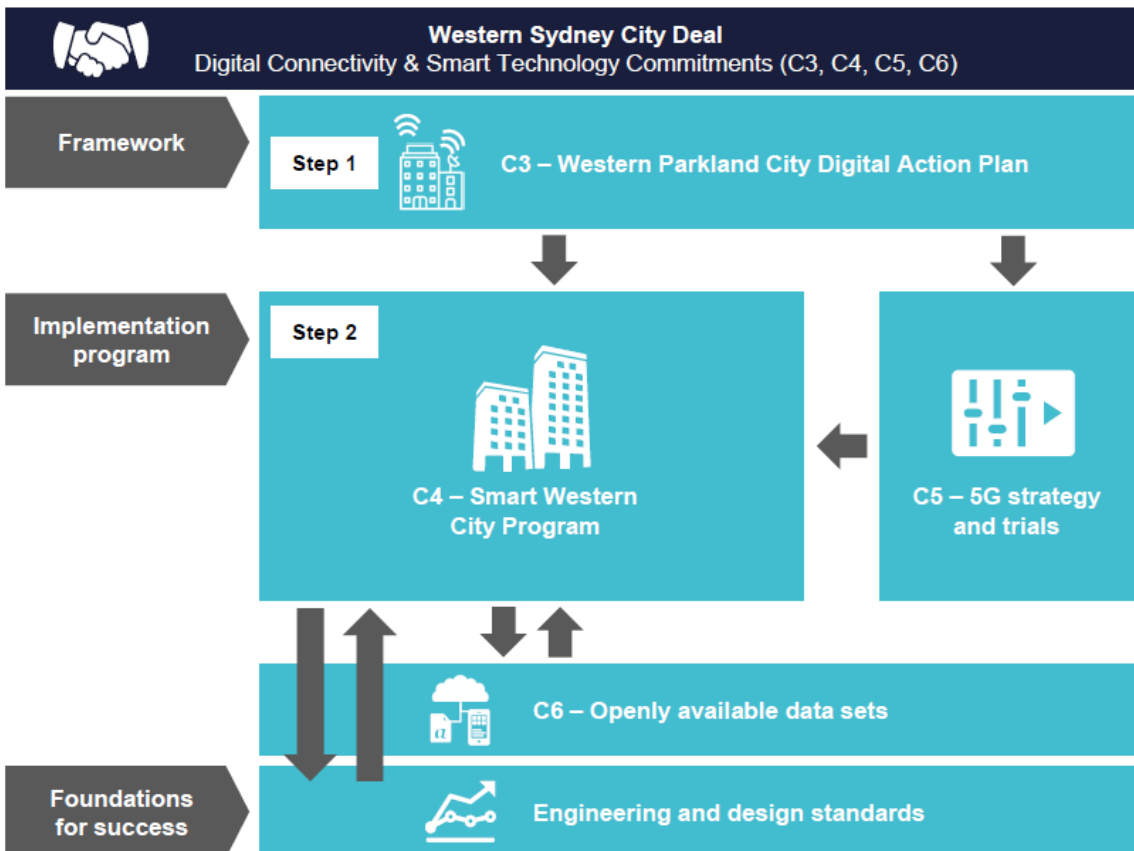 Western Sydney City Deal
Digital Connectivity & Smart Technology Commitments (C3, C4, C5, C6)
Framework
Step 1
C3 – Western Parkland City Digital Action Plan
Implementation
program
Step 2
C4 – Smart Western
City Program
C5 – 5G strategy
and trials
C6 – Openly available data sets
a
Foundations
for success
Engineering and design standards